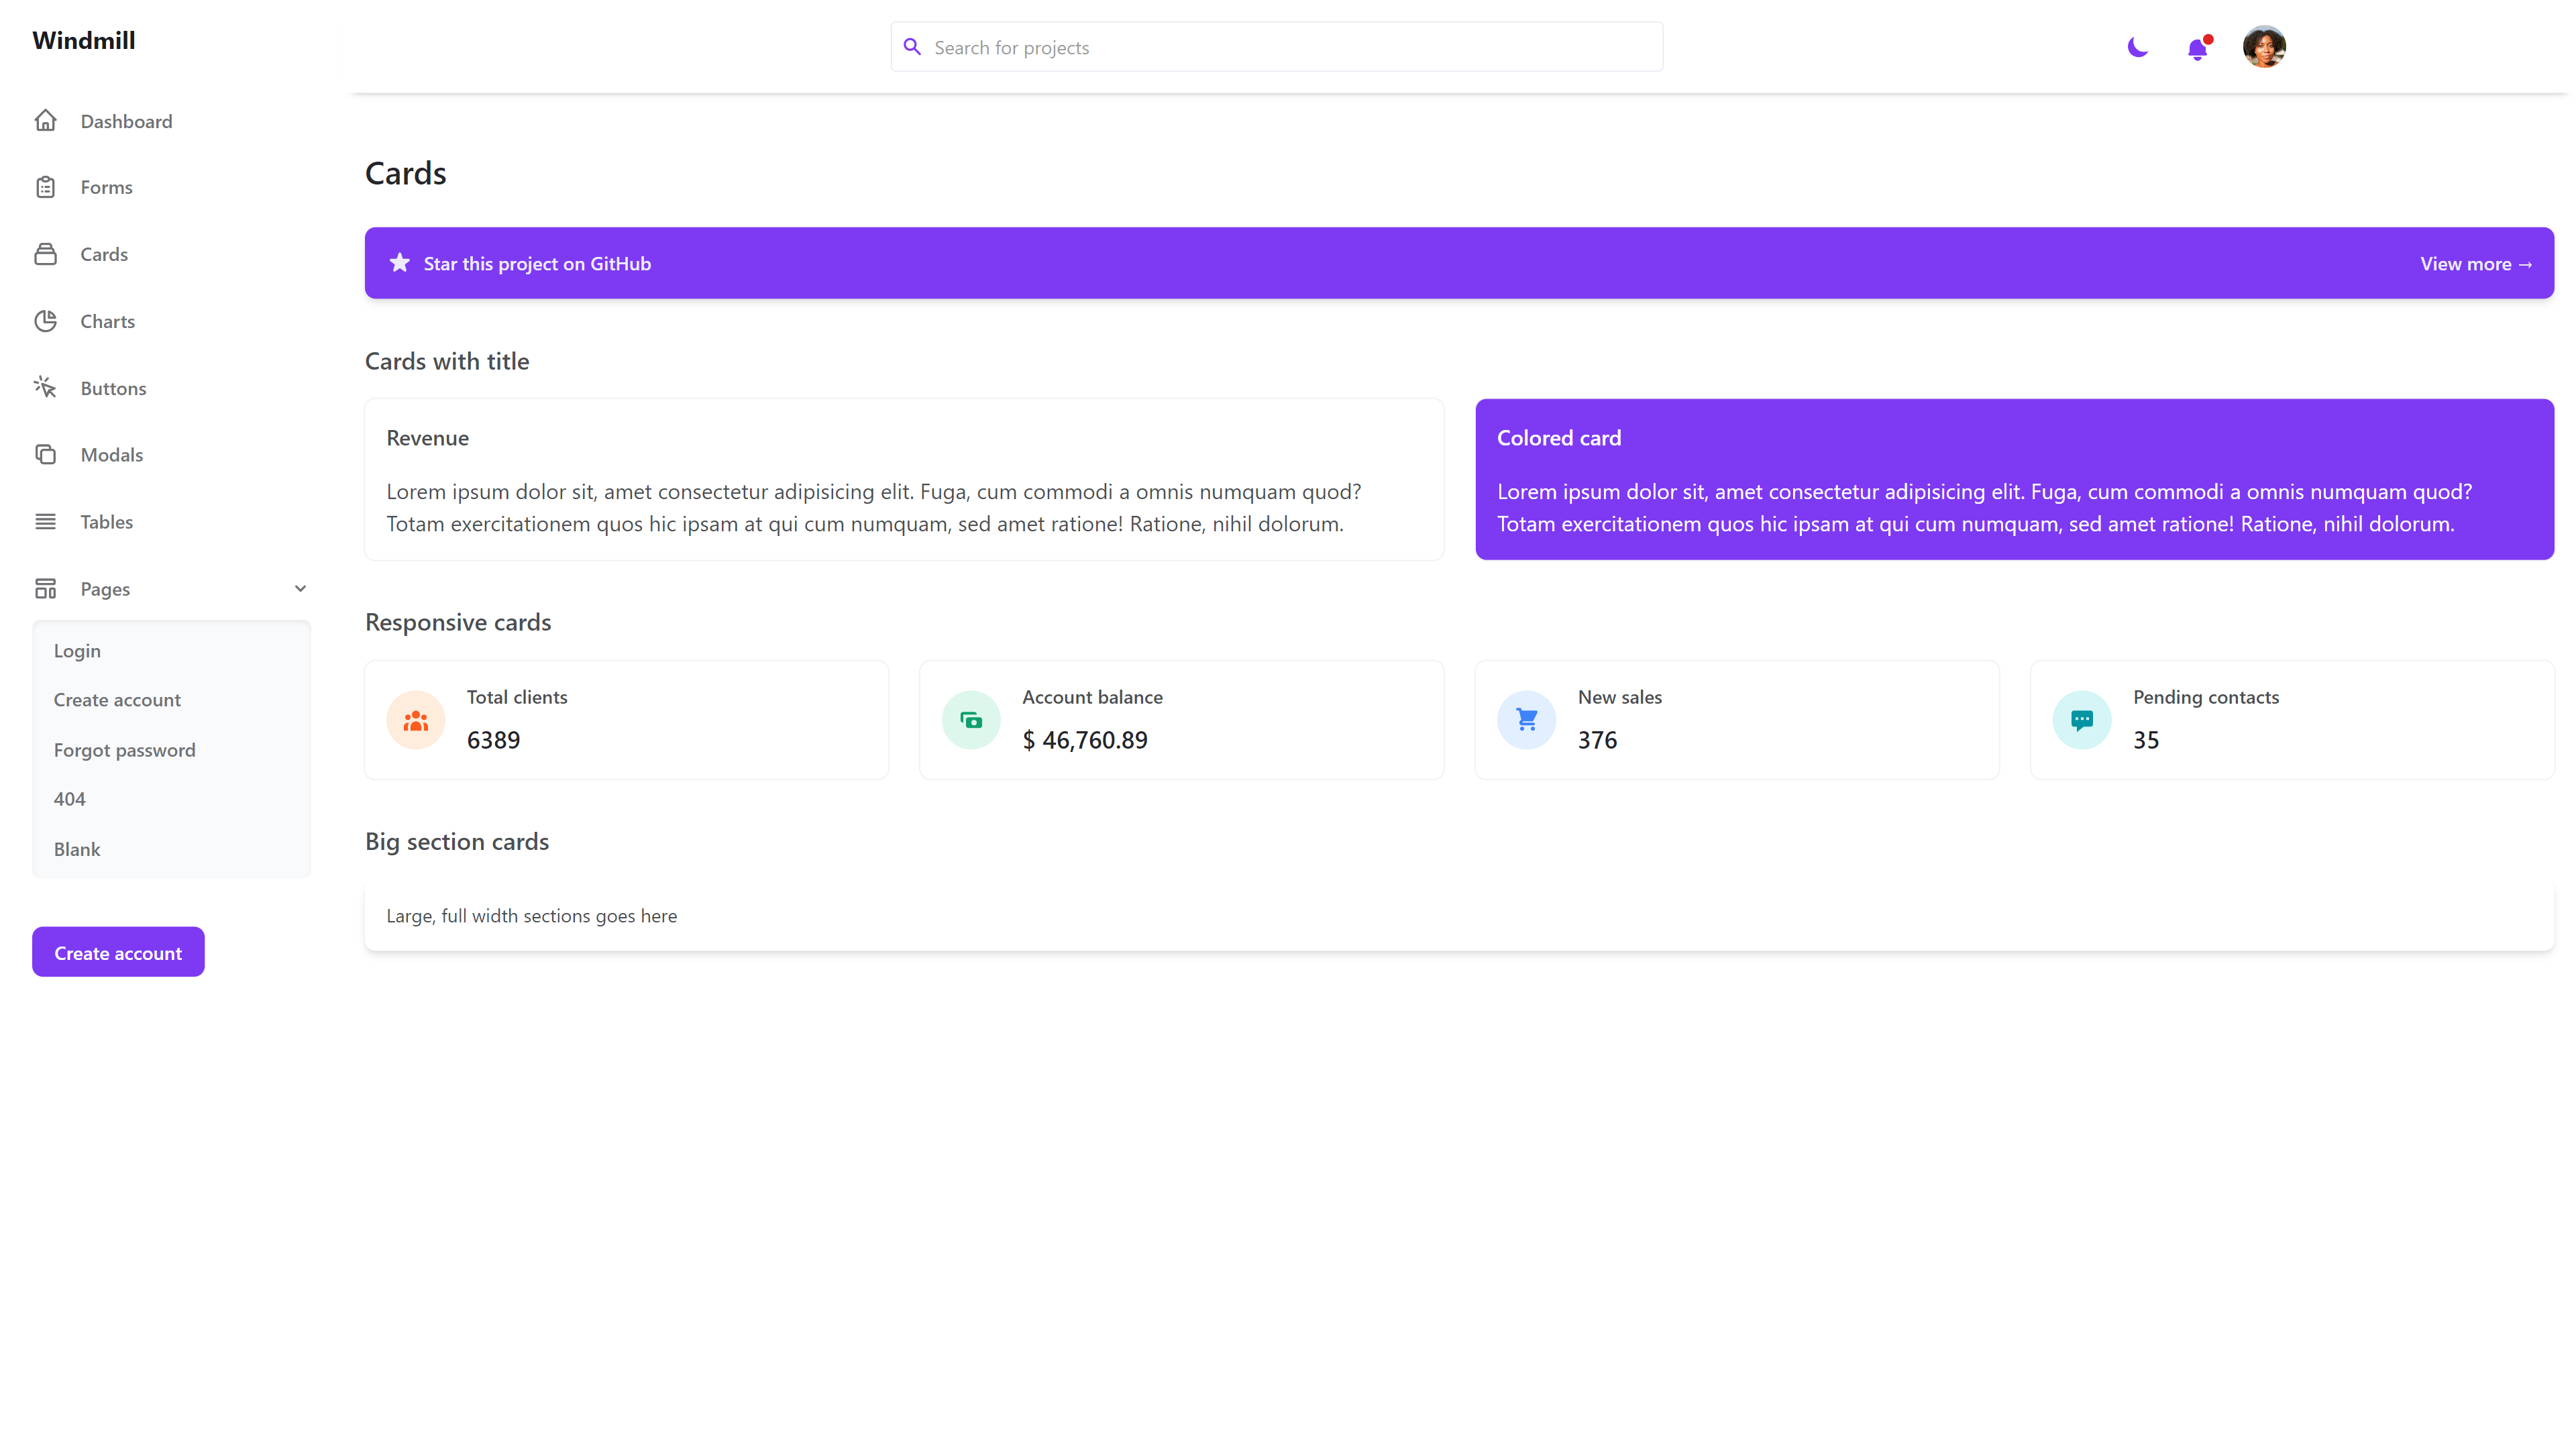 Windmill
Search for projects
Dashboard
Forms
Cards
Charts
Buttons
Modals
Tables
Pages
Login
Create account
Forgot password
404
Blank
Create account
Cards
Star this project on GitHub
View more →
Cards with title
Revenue
Lorem ipsum dolor sit, amet consectetur adipisicing elit. Fuga, cum commodi a omnis numquam quod?
Totam exercitationem quos hic ipsam at qui cum numquam, sed amet ratione! Ratione, nihil dolorum.
Colored card
Lorem ipsum dolor sit, amet consectetur adipisicing elit. Fuga, cum commodi a omnis numquam quod?
Totam exercitationem quos hic ipsam at qui cum numquam, sed amet ratione! Ratione, nihil dolorum.
Responsive cards
Total clients
6389
Account balance
$ 46,760.89
New sales
376
Pending contacts
35
Big section cards
Large, full width sections goes here